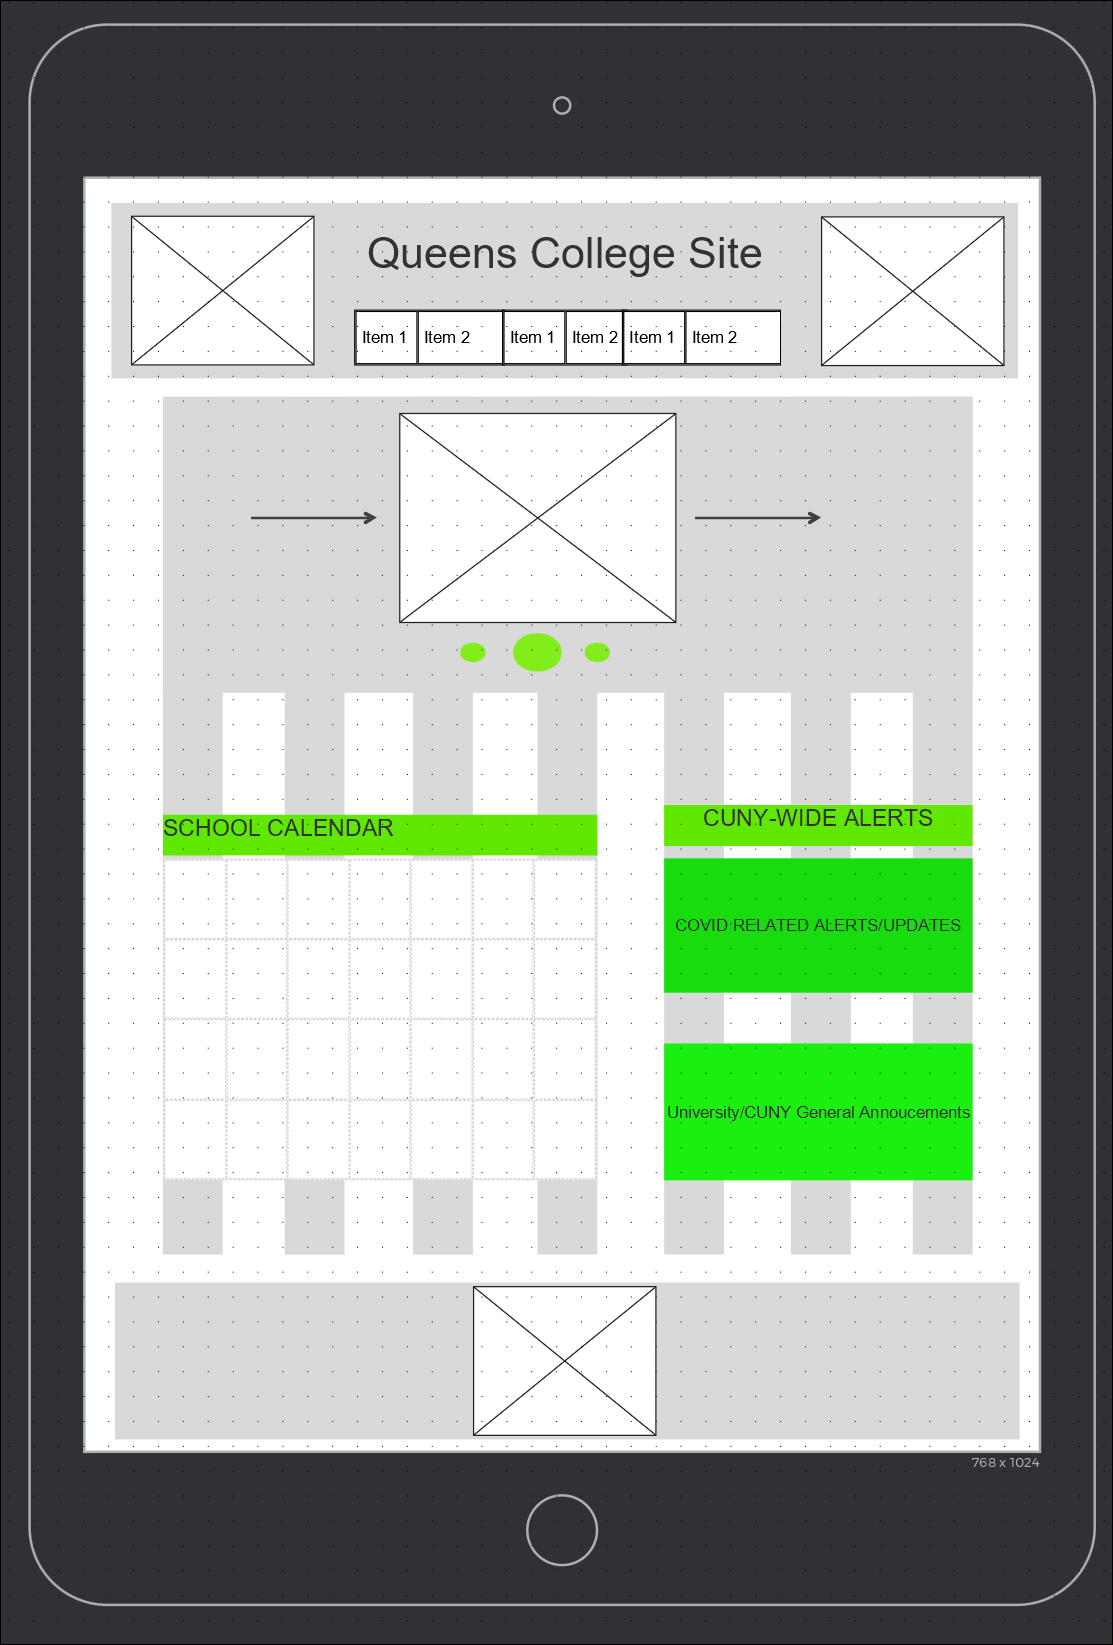 Queens College Site
Item 1 Item 2 Item 1 Item 2 Item 1 Item 2
SCHOOL CALENDAR
CUNY-WIDE ALERTS
COVID RELATED ALERTS/UPDATES
University/CUNY General Annoucements
768 x 1024